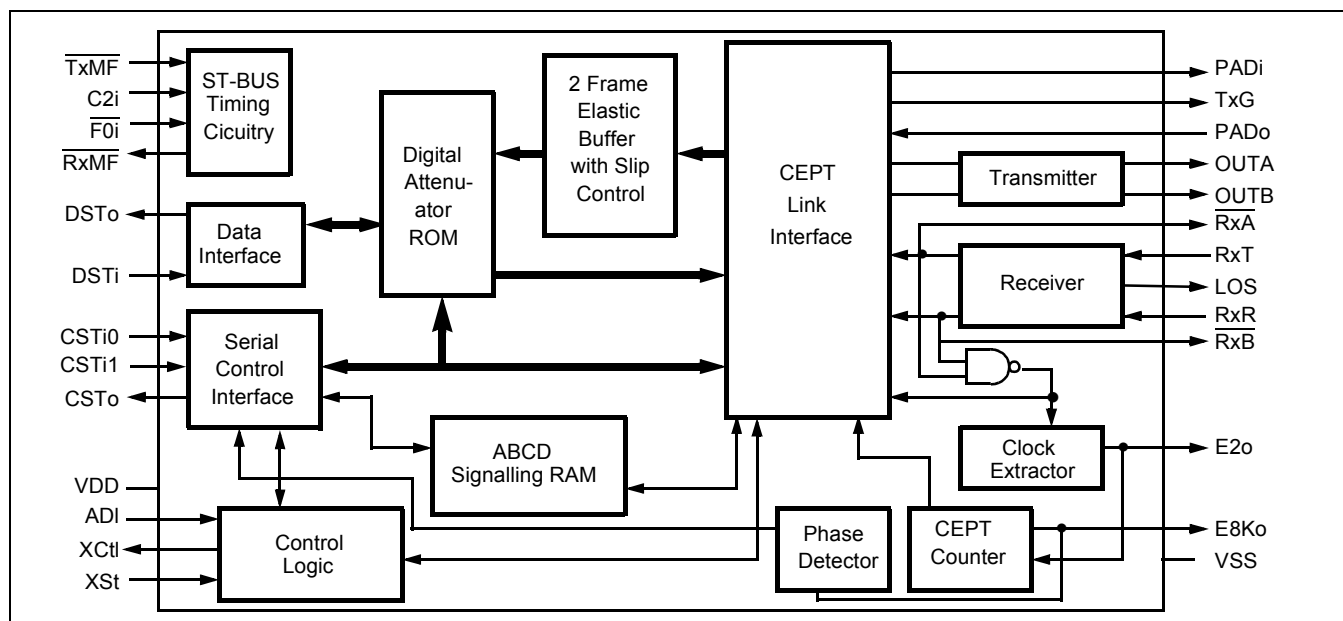 TxMF
C2i
F0i
RxMF
DSTo
DSTi
CSTi0
CSTi1
CSTo
VDD
ADI
XCtl
XSt
ST-BUS
Timing
Cicuitry
Data
Interface
Serial
Control
Interface
Control
Logic
Digital
Attenu-
ator
ROM
2 Frame
Elastic
Buffer
with Slip
Control
ABCD
Signalling RAM
CEPT
Link
Interface
Phase
Detector
CEPT
Counter
Transmitter
Receiver
Clock
Extractor
PADi
TxG
PADo
OUTA
OUTB
RxA
RxT
LOS
RxR
RxB
E2o
E8Ko
VSS